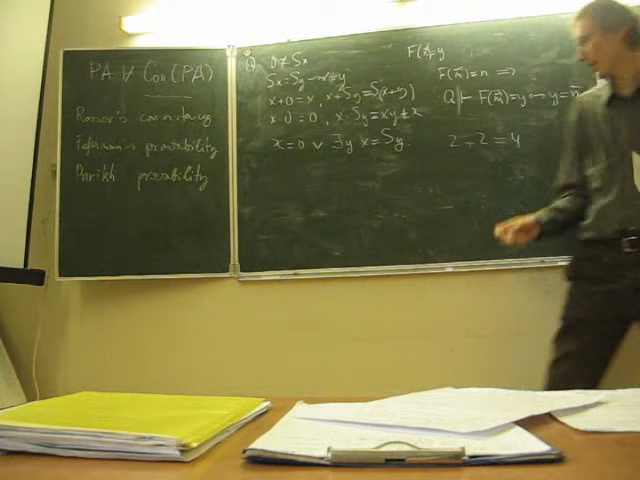 PA ⊬ Con(PA)
Rosser's consistency
Feferman's provability
Parikh provability
Q 0 ≠ Sx
Sx = Sy → x = y
x + 0 = x, x + Sy = S(x + y)
x · 0 = 0, x · Sy = xy + x
x = 0 ∨ ∃y x = Sy.
F(x̄) = y
F(m̄) = n ⇒
Q ⊢ F(m̄) = y ↔ y = n̄
2 + 2 = 4